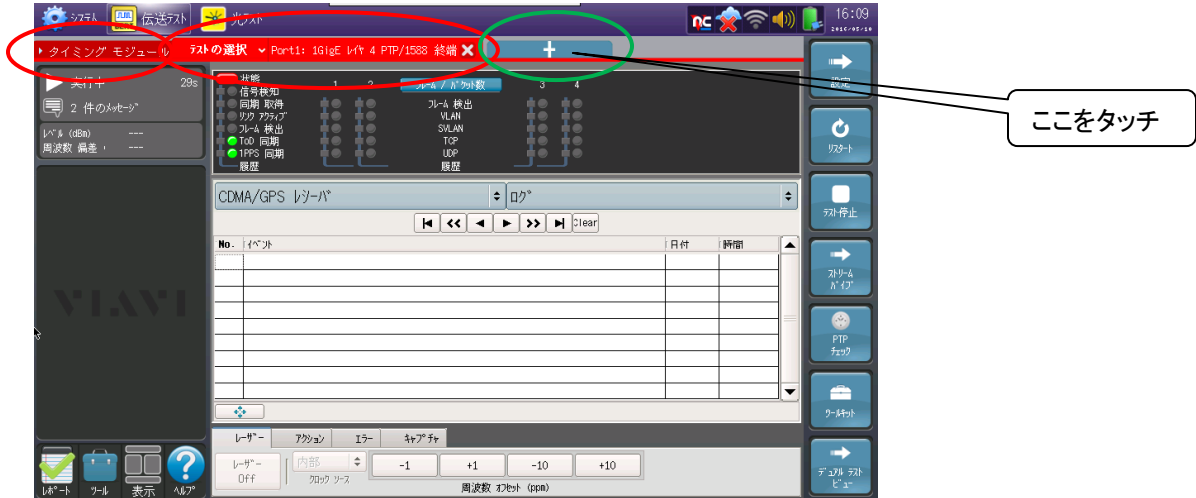 システム 伝送テスト 光テスト
nc
16:09
タイミング モジュール テストの選択 Port1: 1GigE レイヤ 4 PTP/1588 終端
+
ここをタッチ
実行中 29s
2 件のメッセージ
レベル (dBm) ---
周波数 偏差 , ---
状態 1 2 フレーム / パケット数 3 4
信号検知
同期 取得 フレーム 検出
リンク アクティブ VLAN
フレーム 検出 SVLAN
ToD 同期 TCP
1PPS 同期 UDP
履歴 履歴
CDMA/GPS レシーバ ログ
Clear
No. イベント 日付 時間
VIAVI
レーザー アクション エラー キャプチャ
レーザー
Off
内部
クロック ソース
-1 +1 -10 +10
周波数 オフセット (ppm)
レポート ツール 表示 ヘルプ
設定
リスタート
テスト停止
ストリーム
パイプ
PTP
チェック
ツールキット
デュアル テスト
ビュー